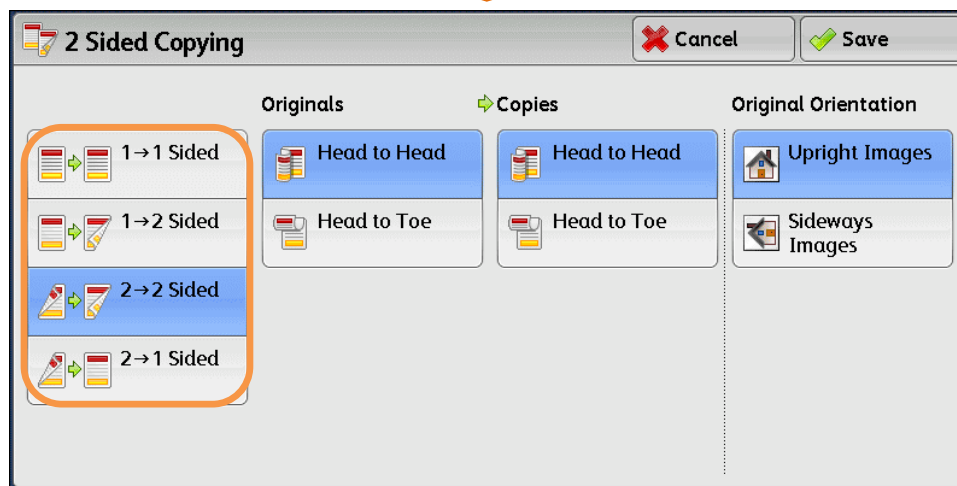 2 Sided Copying
Cancel
Save
Originals
Copies
Original Orientation
1→1 Sided
1→2 Sided
2→2 Sided
2→1 Sided
Head to Head
Head to Toe
Head to Head
Head to Toe
Upright Images
Sideways
Images